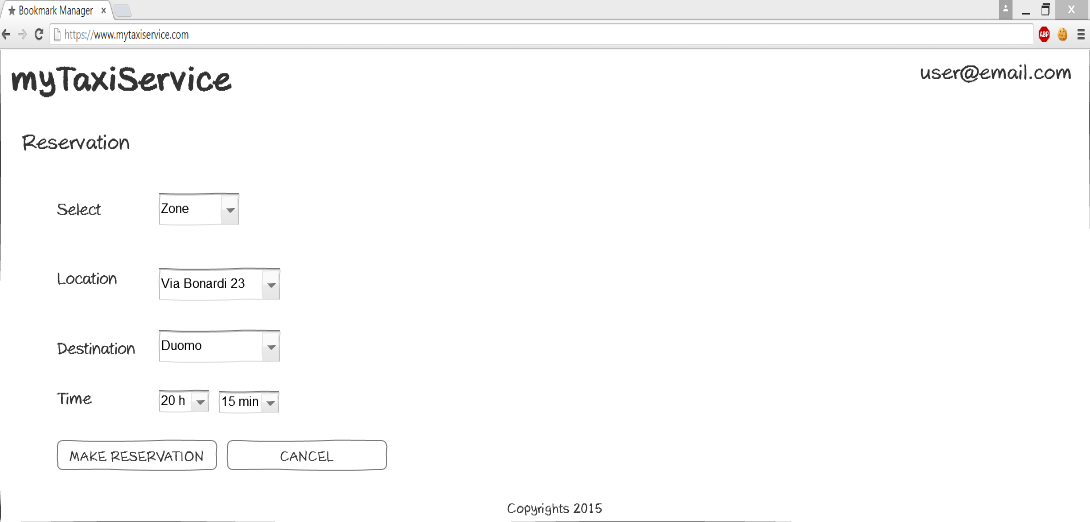 Bookmark Manager
https://www.mytaxiservice.com
ABP
myTaxiService
user@email.com
Reservation
Select Zone
Location Via Bonardi 23
Destination Duomo
Time 20 h 15 min
MAKE RESERVATION CANCEL
Copyrights 2015